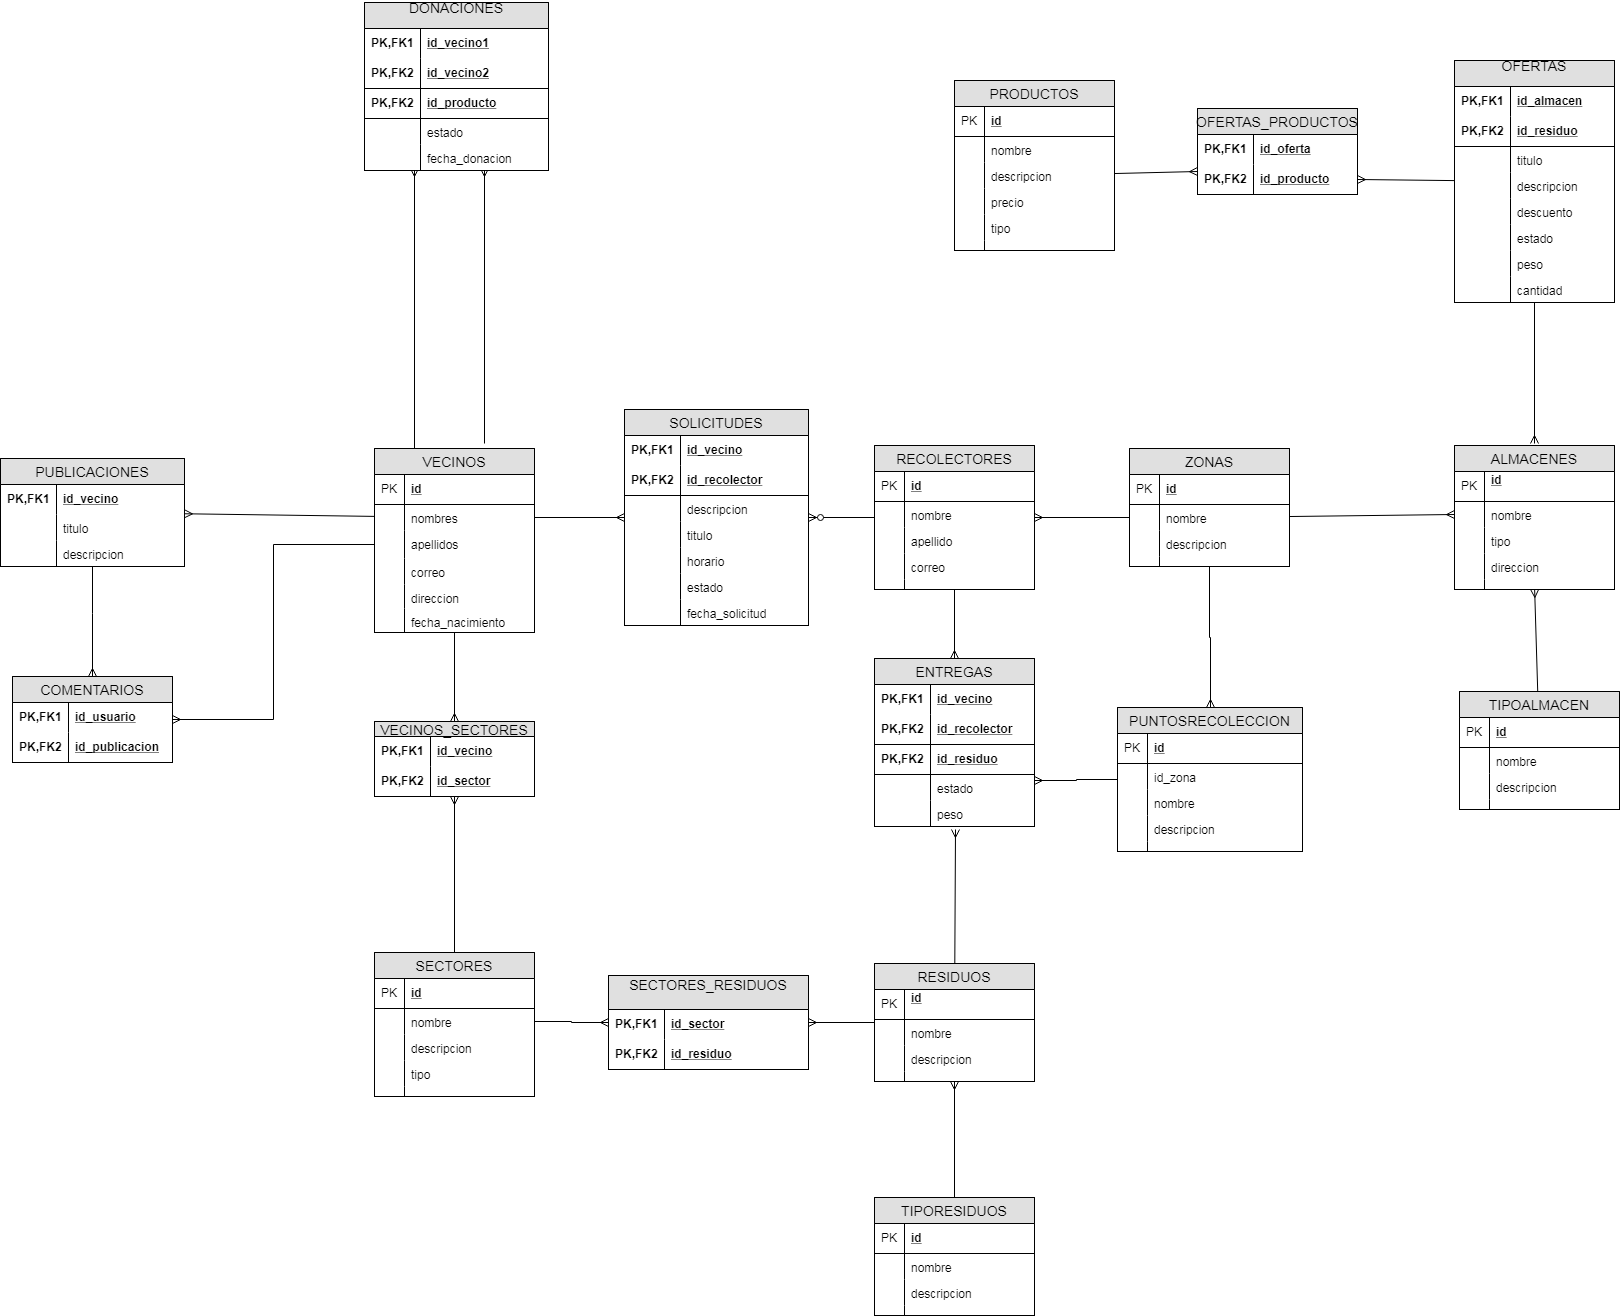 DONACIONES
PK,FK1 id_vecino1
PK,FK2 id_vecino2
PK,FK2 id_producto
estado
fecha_donacion
PRODUCTOS
PK id
nombre
descripcion
precio
tipo
OFERTAS_PRODUCTOS
PK,FK1 id_oferta
PK,FK2 id_producto
OFERTAS
PK,FK1 id_almacen
PK,FK2 id_residuo
titulo
descripcion
descuento
estado
peso
cantidad
PUBLICACIONES
PK,FK1 id_vecino
titulo
descripcion
VECINOS
PK id
nombres
apellidos
correo
direccion
fecha_nacimiento
SOLICITUDES
PK,FK1 id_vecino
PK,FK2 id_recolector
descripcion
titulo
horario
estado
fecha_solicitud
RECOLECTORES
PK id
nombre
apellido
correo
ZONAS
PK id
nombre
descripcion
ALMACENES
PK id
nombre
tipo
direccion
COMENTARIOS
PK,FK1 id_usuario
PK,FK2 id_publicacion
VECINOS_SECTORES
PK,FK1 id_vecino
PK,FK2 id_sector
ENTREGAS
PK,FK1 id_vecino
PK,FK2 id_recolector
PK,FK2 id_residuo
estado
peso
PUNTOSRECOLECCION
PK id
id_zona
nombre
descripcion
TIPOALMACEN
PK id
nombre
descripcion
SECTORES
PK id
nombre
descripcion
tipo
SECTORES_RESIDUOS
PK,FK1 id_sector
PK,FK2 id_residuo
RESIDUOS
PK id
nombre
descripcion
TIPORESIDUOS
PK id
nombre
descripcion